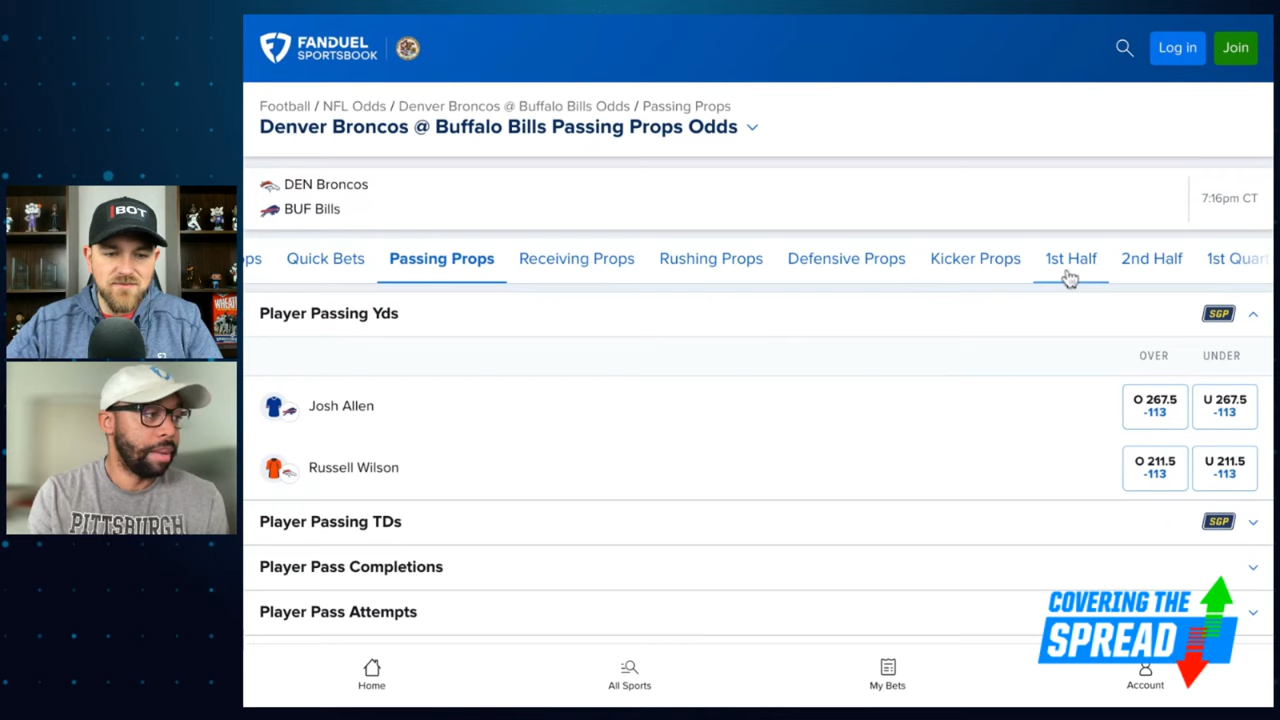 FANDUEL
SPORTSBOOK
Log in
Join
Football / NFL Odds / Denver Broncos @ Buffalo Bills Odds / Passing Props
Denver Broncos @ Buffalo Bills Passing Props Odds
DEN Broncos
BUF Bills
7:16pm CT
ps
Quick Bets
Passing Props
Receiving Props
Rushing Props
Defensive Props
Kicker Props
1st Half
2nd Half
1st Quart
Player Passing Yds
SGP
OVER
UNDER
Josh Allen
O 267.5
-113
U 267.5
-113
Russell Wilson
O 211.5
-113
U 211.5
-113
Player Passing TDs
SGP
Player Pass Completions
Player Pass Attempts
Home
All Sports
My Bets
Account
COVERING THE
SPREAD
BOT
WHEATIES
PITTSBURGH